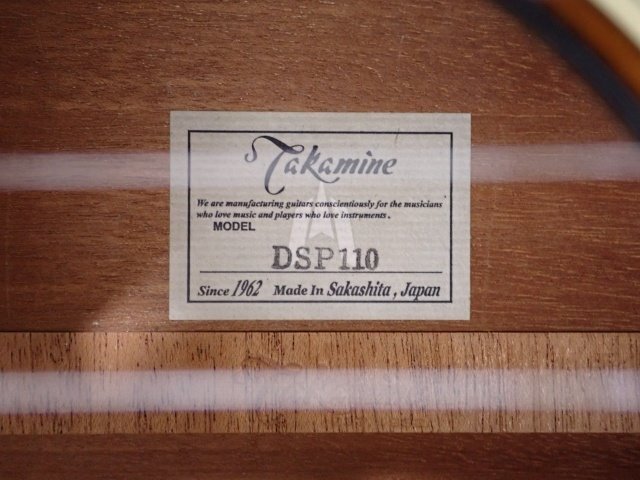 Takamine
We are manufacturing guitars conscientiously for the musicians
who love music and players who love instruments.
MODEL
DSP110
Since 1962 Made In Sakashita, Japan